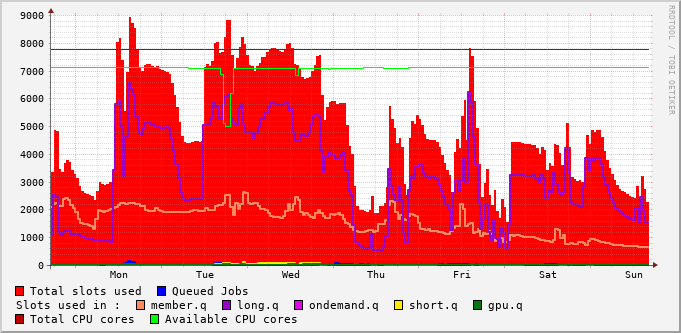 9000
8000
7000
6000
5000
4000
3000
2000
1000
0
Mon Tue Wed Thu Fri Sat Sun
RRDTOOL / TOBI OETIKER
Total slots used Queued Jobs
Slots used in : member.q long.q ondemand.q short.q gpu.q
Total CPU cores Available CPU cores